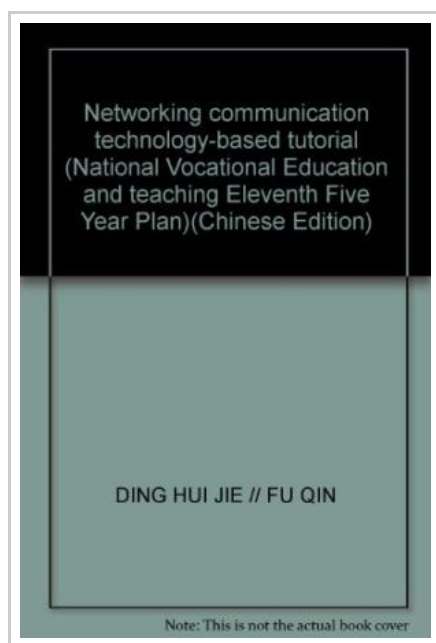 Networking communication
technology-based tutorial
(National Vocational Education
and teaching Eleventh Five
Year Plan)(Chinese Edition)
DING HUI JIE // FU QIN
Note: This is not the actual book cover